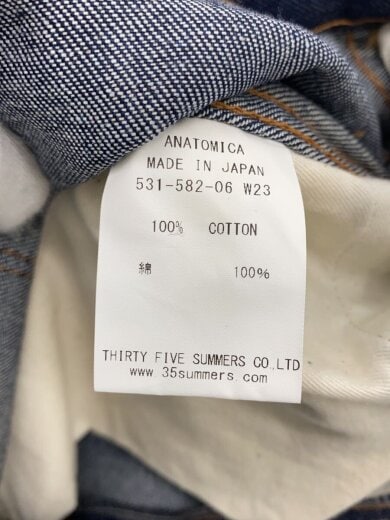 ANATOMICA
MADE IN JAPAN
531-582-06 W23
100% COTTON
綿 100%
THIRTY FIVE SUMMERS CO.,LTD
www.35summers.com